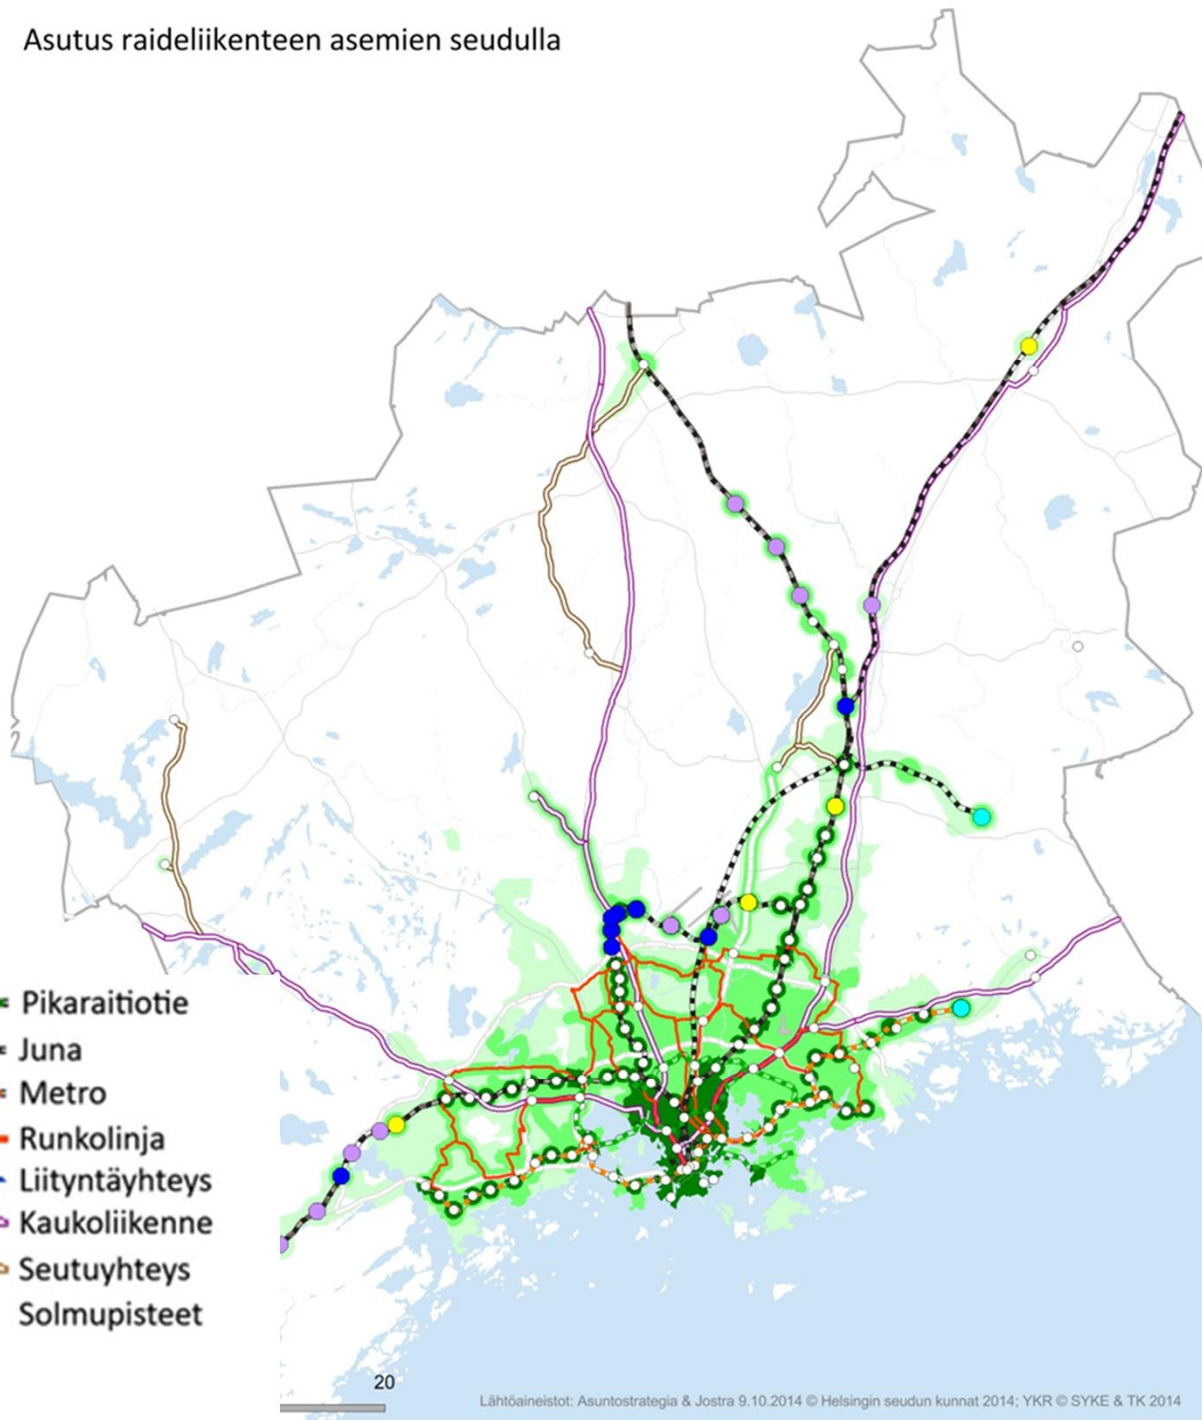 Asutus raideliikenteen asemien seudulla
Pikaraitiotie
Juna
Metro
Runkolinja
Liityntäyhteys
Kaukoliikenne
Seutuyhteys
Solmupisteet
20
Lähtöaineistot: Asuntostrategia & Jostra 9.10.2014 © Helsingin seudun kunnat 2014; YKR © SYKE & TK 2014